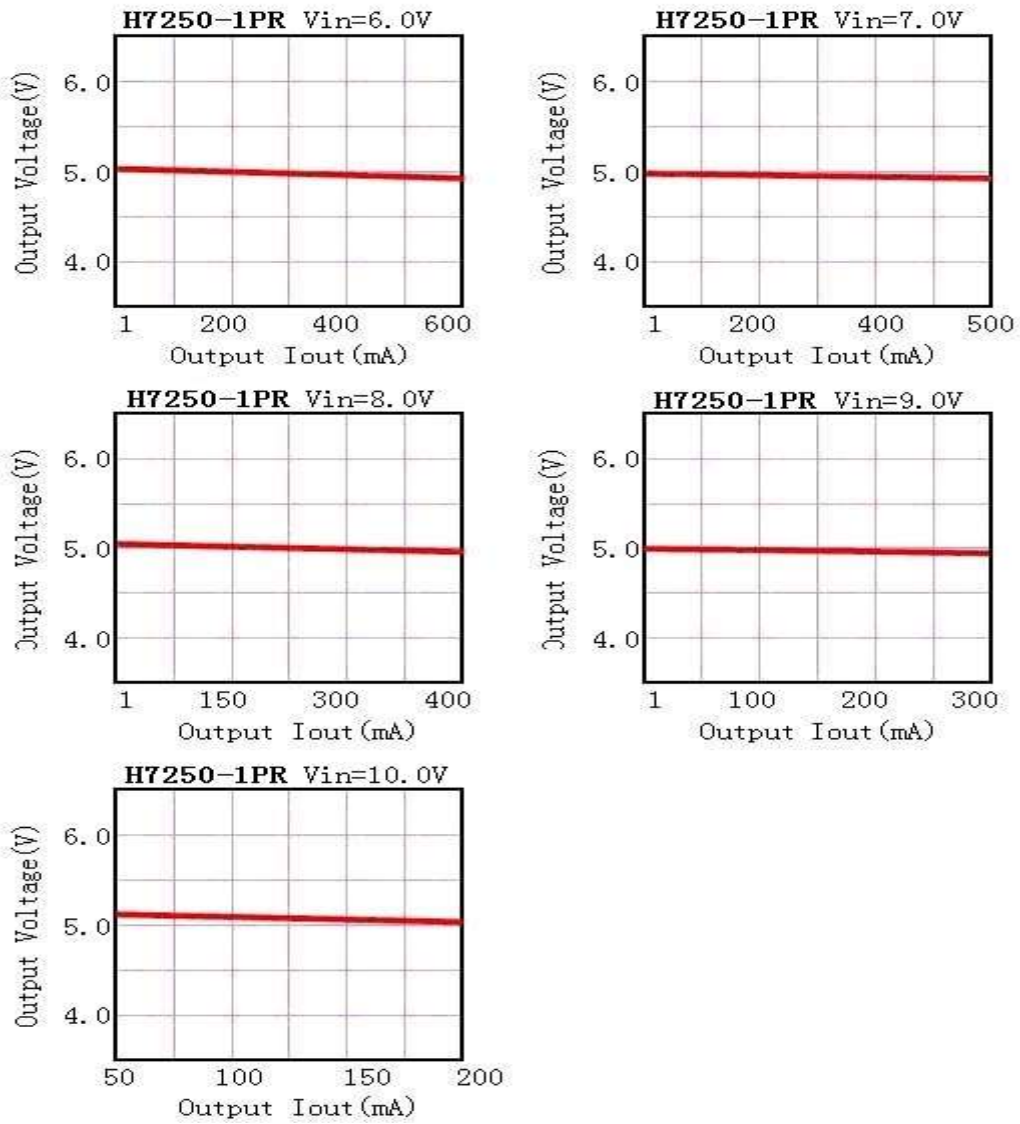 H7250-1PR Vin=6.0V
Output Voltage(V)
6.0
5.0
4.0
1 200 400 600
Output Iout(mA)
H7250-1PR Vin=7.0V
Output Voltage(V)
6.0
5.0
4.0
1 200 400 500
Output Iout(mA)
H7250-1PR Vin=8.0V
Output Voltage(V)
6.0
5.0
4.0
1 150 300 400
Output Iout(mA)
H7250-1PR Vin=9.0V
Output Voltage(V)
6.0
5.0
4.0
1 100 200 300
Output Iout(mA)
H7250-1PR Vin=10.0V
Output Voltage(V)
6.0
5.0
4.0
50 100 150 200
Output Iout(mA)